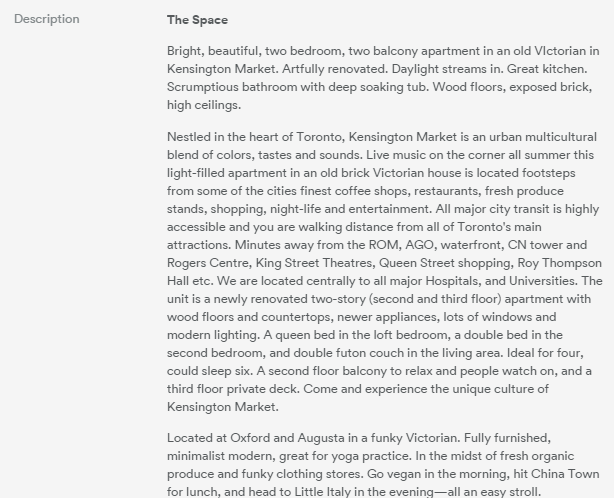 Description
The Space
Bright, beautiful, two bedroom, two balcony apartment in an old VIctorian in
Kensington Market. Artfully renovated. Daylight streams in. Great kitchen.
Scrumptious bathroom with deep soaking tub. Wood floors, exposed brick,
high ceilings.
Nestled in the heart of Toronto, Kensington Market is an urban multicultural
blend of colors, tastes and sounds. Live music on the corner all summer this
light-filled apartment in an old brick Victorian house is located footsteps
from some of the cities finest coffee shops, restaurants, fresh produce
stands, shopping, night-life and entertainment. All major city transit is highly
accessible and you are walking distance from all of Toronto's main
attractions. Minutes away from the ROM, AGO, waterfront, CN tower and
Rogers Centre, King Street Theatres, Queen Street shopping, Roy Thompson
Hall etc. We are located centrally to all major Hospitals, and Universities. The
unit is a newly renovated two-story (second and third floor) apartment with
wood floors and countertops, newer appliances, lots of windows and
modern lighting. A queen bed in the loft bedroom, a double bed in the
second bedroom, and double futon couch in the living area. Ideal for four,
could sleep six. A second floor balcony to relax and people watch on, and a
third floor private deck. Come and experience the unique culture of
Kensington Market.
Located at Oxford and Augusta in a funky Victorian. Fully furnished,
minimalist modern, great for yoga practice. In the midst of fresh organic
produce and funky clothing stores. Go vegan in the morning, hit China Town
for lunch, and head to Little Italy in the evening—all an easy stroll.